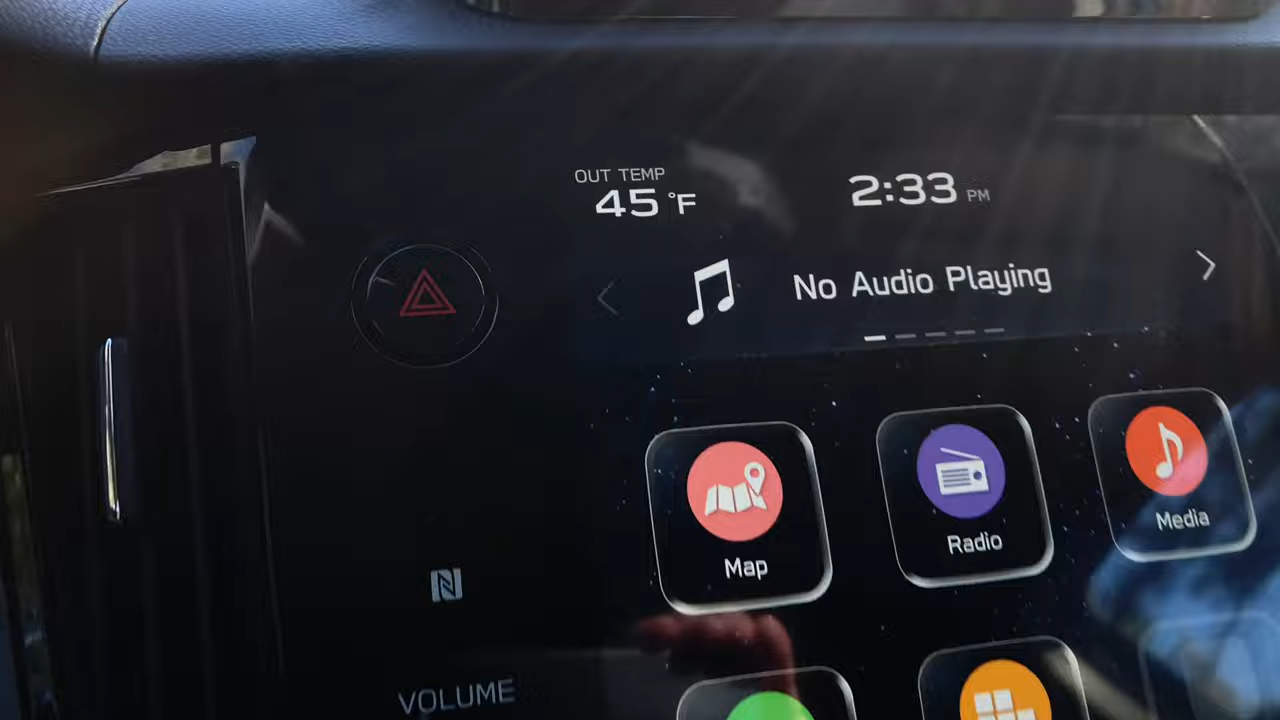 OUT TEMP
45 °F
2:33 PM
No Audio Playing
Map
Radio
Media
VOLUME